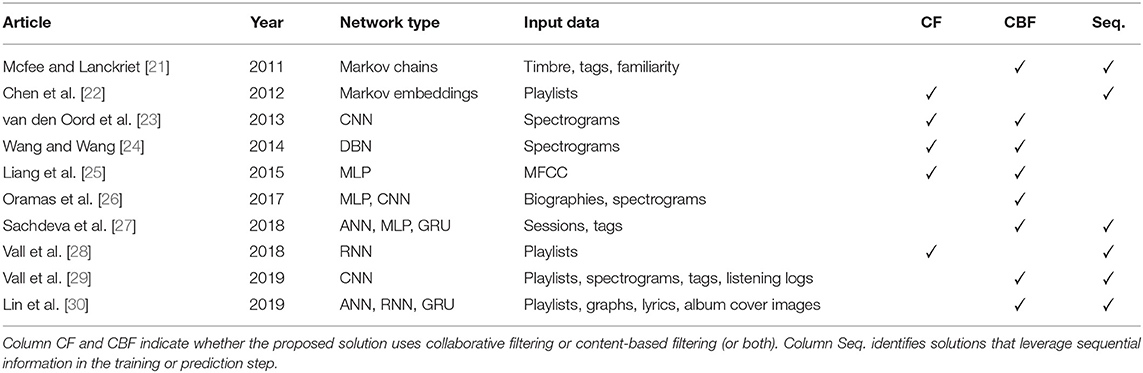 Article Year Network type Input data CF CBF Seq.
Mcfee and Lanckriet [21] 2011 Markov chains Timbre, tags, familiarity ✓ ✓
Chen et al. [22] 2012 Markov embeddings Playlists ✓ ✓
van den Oord et al. [23] 2013 CNN Spectrograms ✓ ✓
Wang and Wang [24] 2014 DBN Spectrograms ✓ ✓
Liang et al. [25] 2015 MLP MFCC ✓ ✓
Oramas et al. [26] 2017 MLP, CNN Biographies, spectrograms ✓
Sachdeva et al. [27] 2018 ANN, MLP, GRU Sessions, tags ✓ ✓
Vall et al. [28] 2018 RNN Playlists ✓ ✓
Vall et al. [29] 2019 CNN Playlists, spectrograms, tags, listening logs ✓ ✓
Lin et al. [30] 2019 ANN, RNN, GRU Playlists, graphs, lyrics, album cover images ✓ ✓
Column CF and CBF indicate whether the proposed solution uses collaborative filtering or content-based filtering (or both). Column Seq. identifies solutions that leverage sequential
information in the training or prediction step.